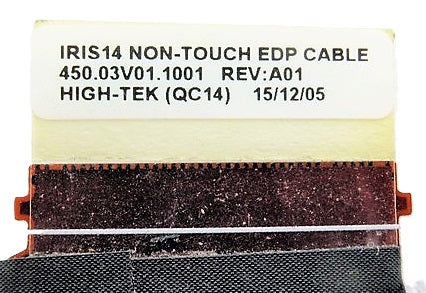 IRIS14 NON-TOUCH EDP CABLE
450.03V01.1001 REV:A01
HIGH-TEK (QC14) 15/12/05